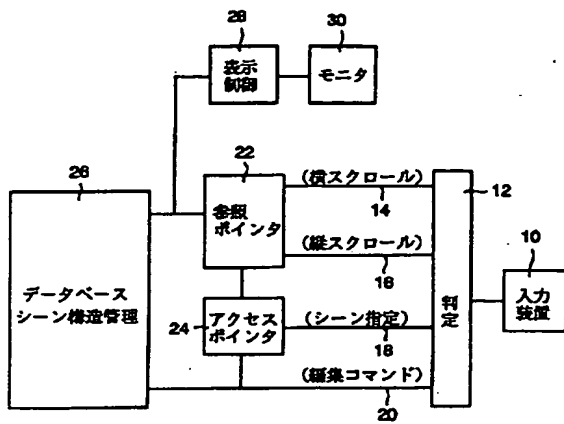 28
30
表示
制御
モニタ
26
22
(横スクロール)
12
参照
ポインタ
14
10
(縦スクロール)
16
データベース
シーン構造管理
24
アクセス
ポインタ
(シーン指定)
18
判定
入力
装置
(編集コマンド)
20